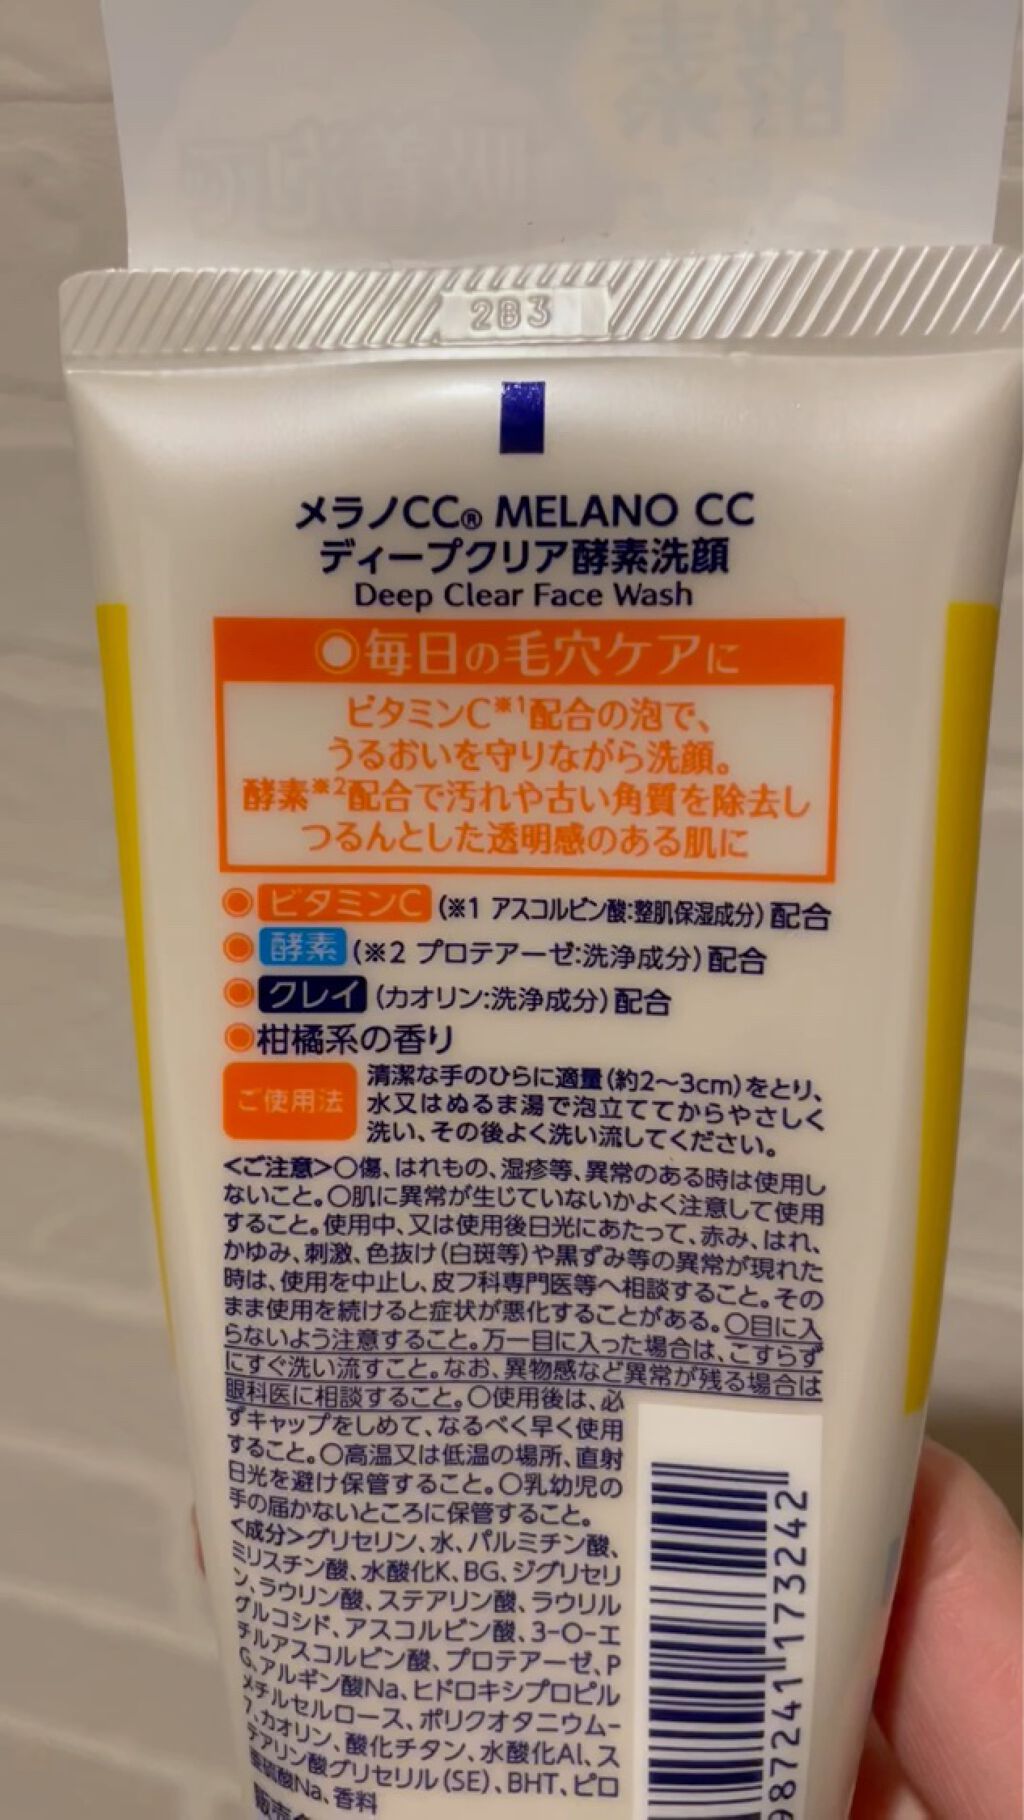 酵素
吸着泡で
2B3
メラノCC® MELANO CC
ディープクリア酵素洗顔
Deep Clear Face Wash
◉毎日の毛穴ケアに
ビタミンC※1配合の泡で、
うるおいを守りながら洗顔。
酵素※2配合で汚れや古い角質を除去し
つるんとした透明感のある肌に
◉ビタミンC(※1 アスコルビン酸:整肌保湿成分)配合
◉酵素(※2 プロテアーゼ:洗浄成分)配合
◉クレイ(カオリン:洗浄成分)配合
◉柑橘系の香り
ご使用法
清潔な手のひらに適量(約2〜3cm)をとり、
水又はぬるま湯で泡立ててからやさしく
洗い、その後よく洗い流してください。
<ご注意>○傷、はれもの、湿疹等、異常のある時は使用し
ないこと。○肌に異常が生じていないかよく注意して使用
すること。使用中、又は使用後日光にあたって、赤み、はれ、
かゆみ、刺激、色抜け(白斑等)や黒ずみ等の異常が現れた
時は、使用を中止し、皮フ科専門医等へ相談すること。その
まま使用を続けると症状が悪化することがある。○目に入
らないよう注意すること。万一目に入った場合は、こすらず
にすぐ洗い流すこと。なお、異物感など異常が残る場合は
眼科医に相談すること。○使用後は、必
ずキャップをしめて、なるべく早く使用
すること。○高温又は低温の場所、直射
日光を避け保管すること。○乳幼児の
手の届かないところに保管すること。
<成分>グリセリン、水、パルミチン酸、
ミリスチン酸、水酸化K、BG、ジグリセリ
ン、ラウリン酸、ステアリン酸、ラウリル
グルコシド、アスコルビン酸、3-O-エ
チルアスコルビン酸、プロテアーゼ、P
G、アルギン酸Na、ヒドロキシプロピル
メチルセルロース、ポリクオタニウム-
7、カオリン、酸化チタン、水酸化Al、ス
テアリン酸グリセリル(SE)、BHT、ピロ
亜硫酸Na、香料
販売
987241173242